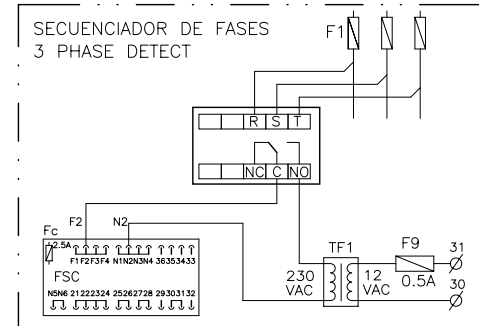 SECUENCIADOR DE FASES
3 PHASE DETECT
F1
R S T
NC C NO
F2 N2
Fc
2.5A
F1F2F3F4 N1N2N3N4 36353433
FSC
N5N6 21222324 25262728 29303132
TF1
230
VAC
12
VAC
F9
0.5A
31
30